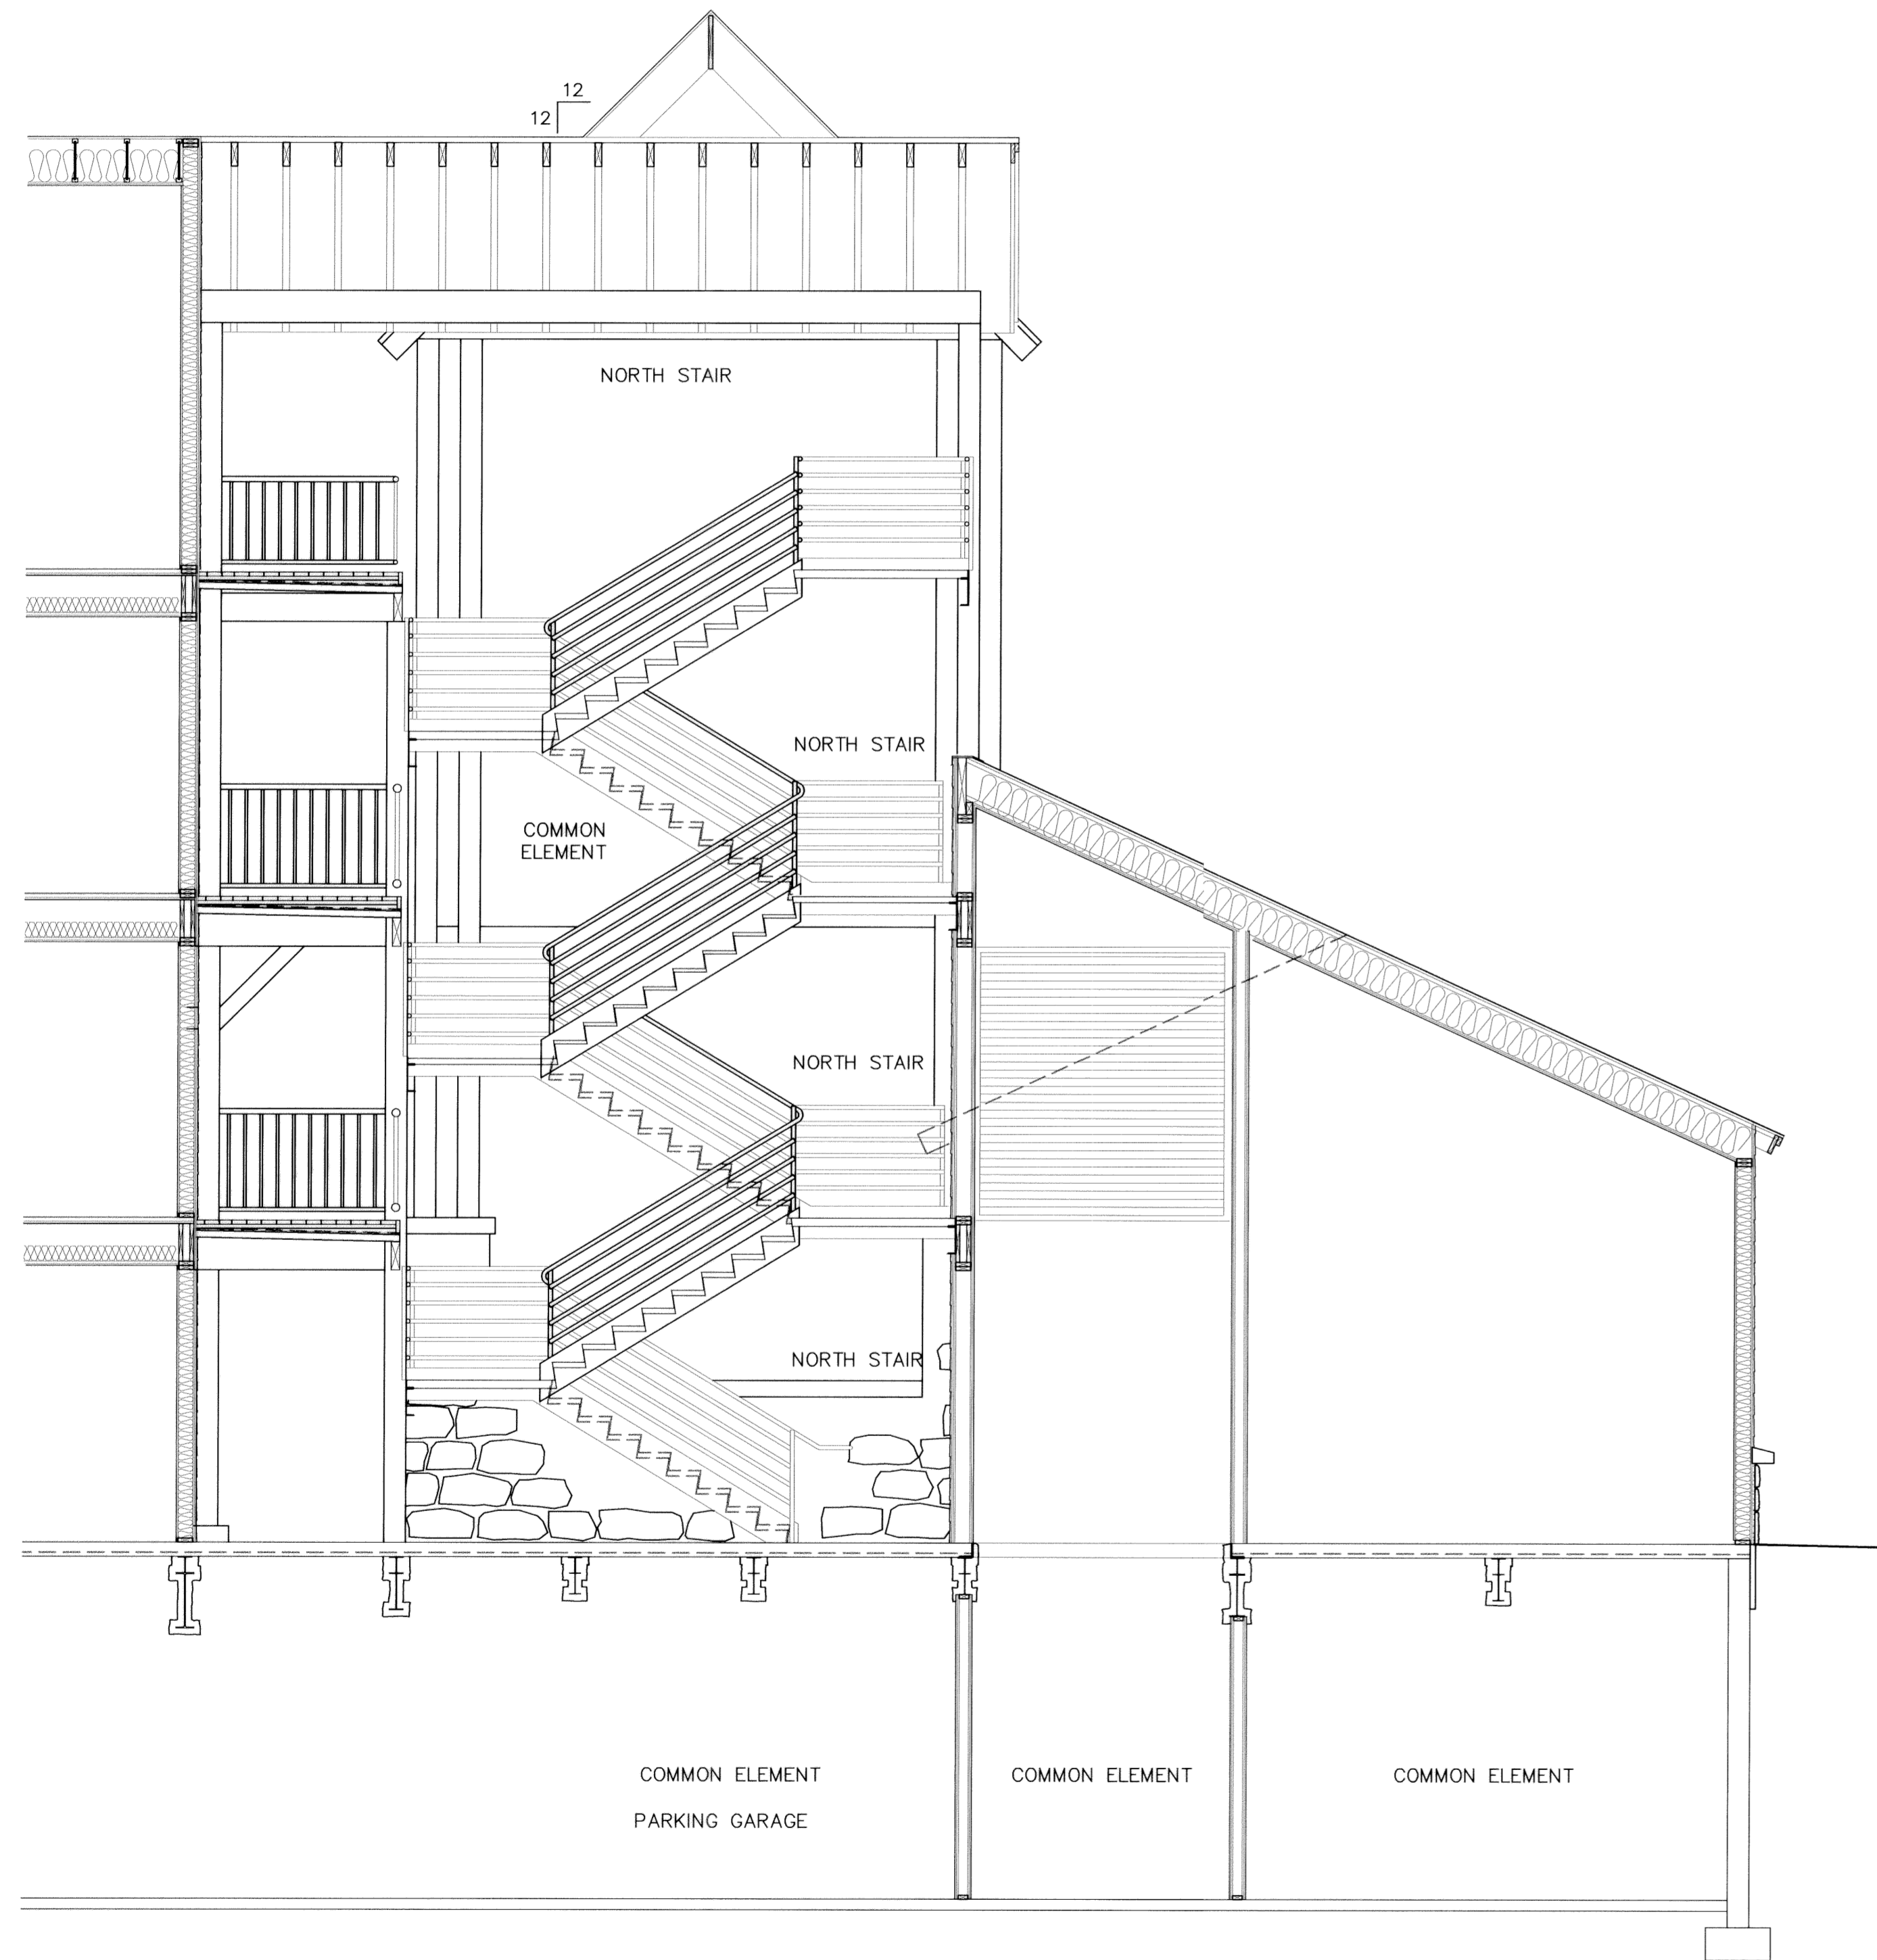 12
12
NORTH STAIR
NORTH STAIR
COMMON
ELEMENT
NORTH STAIR
NORTH STAIR
COMMON ELEMENT
COMMON ELEMENT
COMMON ELEMENT
PARKING GARAGE